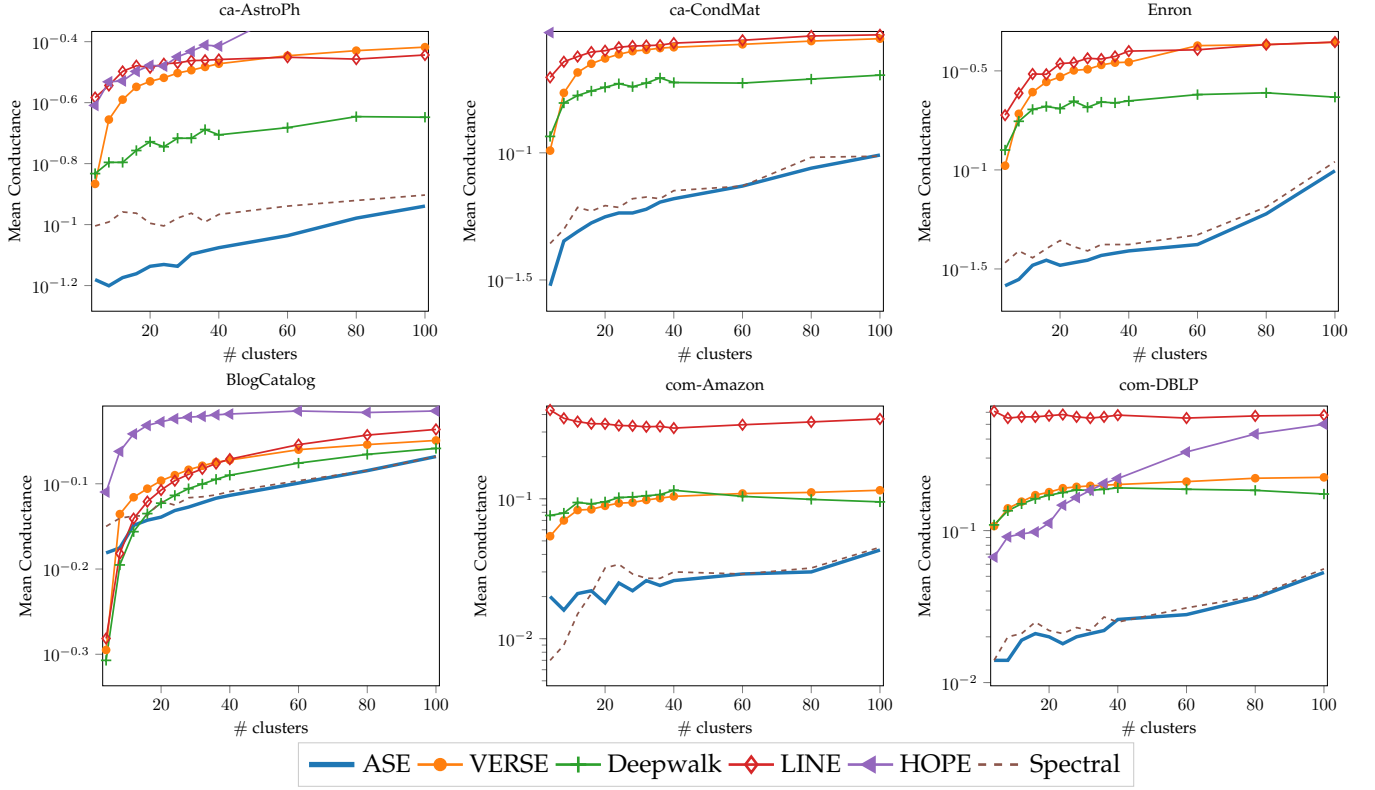 ca-AstroPh
ca-CondMat
Enron
10^−0.4
10^−0.6
10^−0.8
10^−1
10^−1.2
Mean Conductance
20 40 60 80 100
# clusters
10^−1
10^−1.5
Mean Conductance
20 40 60 80 100
# clusters
10^−0.5
10^−1
10^−1.5
Mean Conductance
20 40 60 80 100
# clusters
BlogCatalog
com-Amazon
com-DBLP
10^−0.1
10^−0.2
10^−0.3
Mean Conductance
20 40 60 80 100
# clusters
10^−1
10^−2
Mean Conductance
20 40 60 80 100
# clusters
10^−1
10^−2
Mean Conductance
20 40 60 80 100
# clusters
ASE VERSE Deepwalk LINE HOPE Spectral